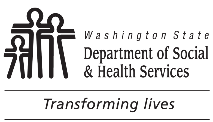 Washington State
Department of Social
& Health Services
Transforming lives